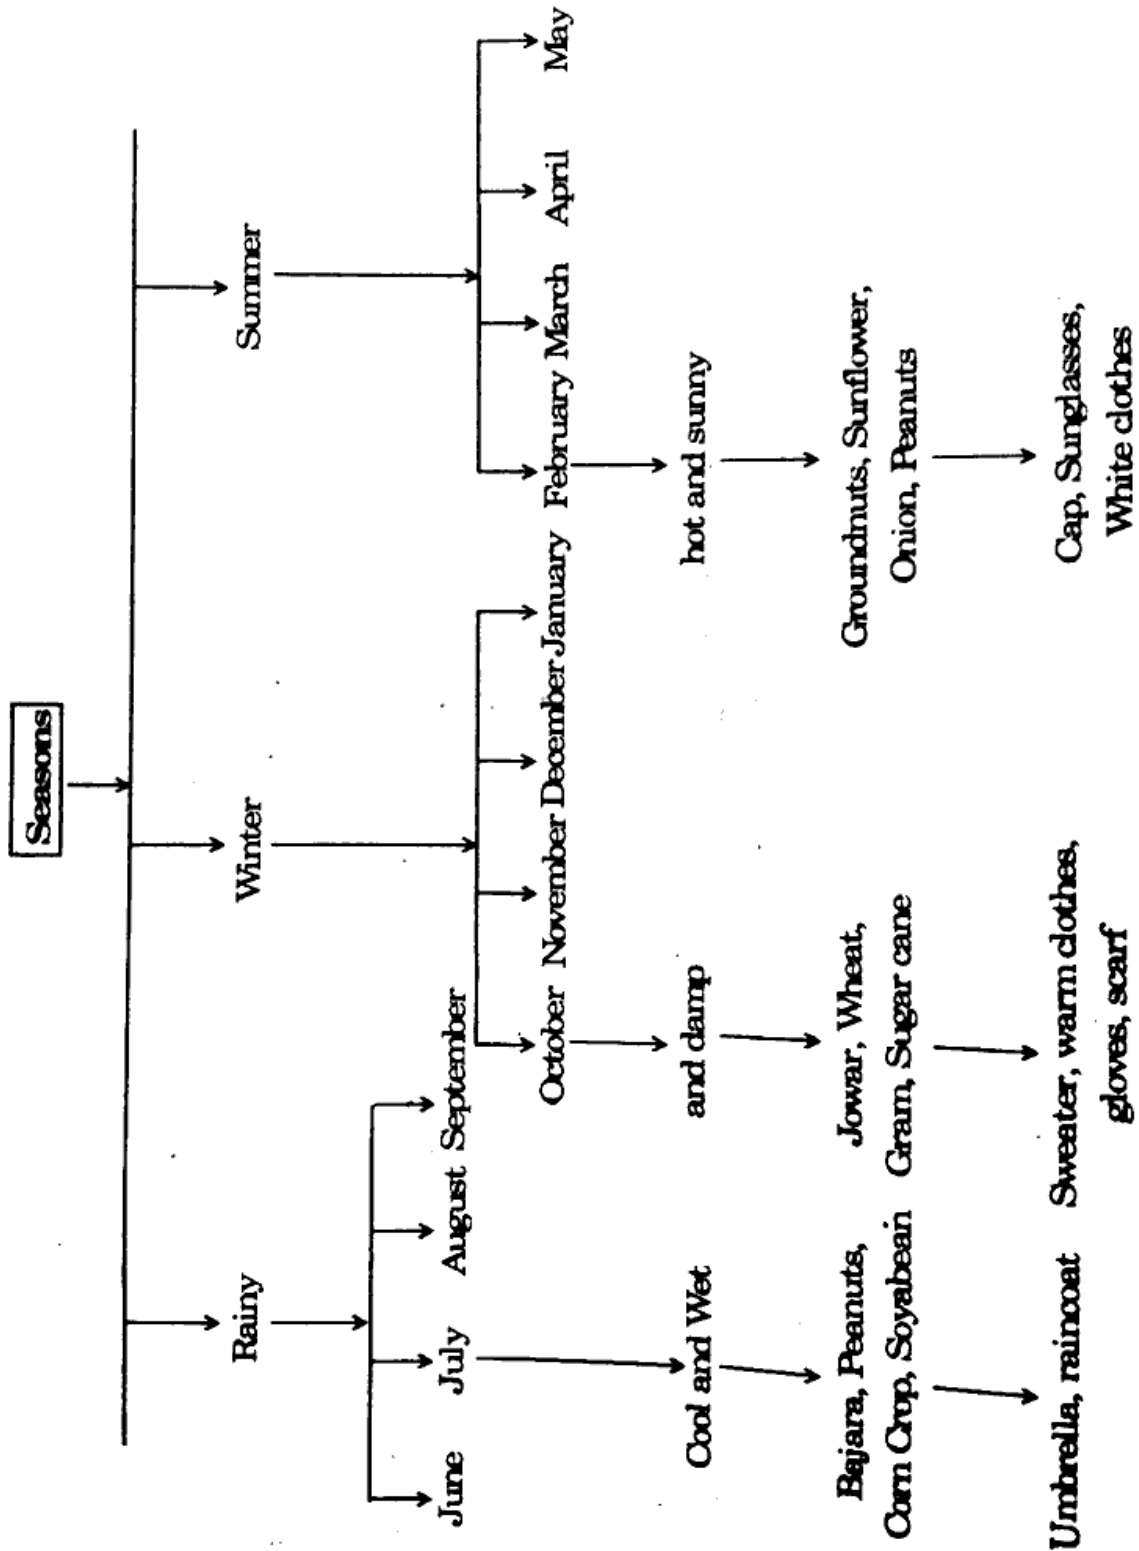 Seasons
Rainy Winter Summer
June July August September
October November December January February March April May
Cool and Wet and damp hot and sunny
Bajara, Peanuts, Jowar, Wheat, Groundnuts, Sunflower,
Corn Crop, Soyabean Gram, Sugar cane Onion, Peanuts
Umbrella, raincoat Sweater, warm clothes, Cap, Sunglasses,
gloves, scarf White clothes